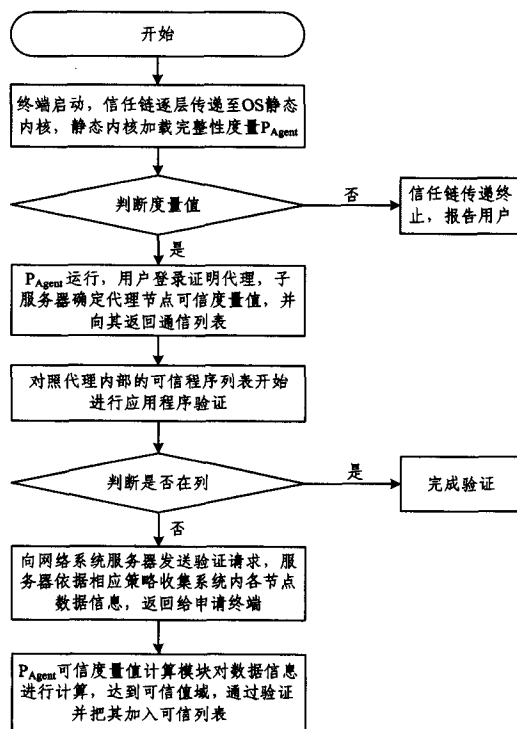 开始
终端启动，信任链逐层传递至OS静态
内核，静态内核加载完整性度量PAgent
判断度量值
否
信任链传递终
止，报告用户
是
PAgent运行，用户登录证明代理，子
服务器确定代理节点可信度量值，并
向其返回通信列表
对照代理内部的可信程序列表开始
进行应用程序验证
判断是否在列
是
完成验证
否
向网络系统服务器发送验证请求，服
务器依据相应策略收集系统内各节点
数据信息，返回给申请终端
PAgent可信度量值计算模块对数据信息
进行计算，达到可信值域，通过验证
并把其加入可信列表